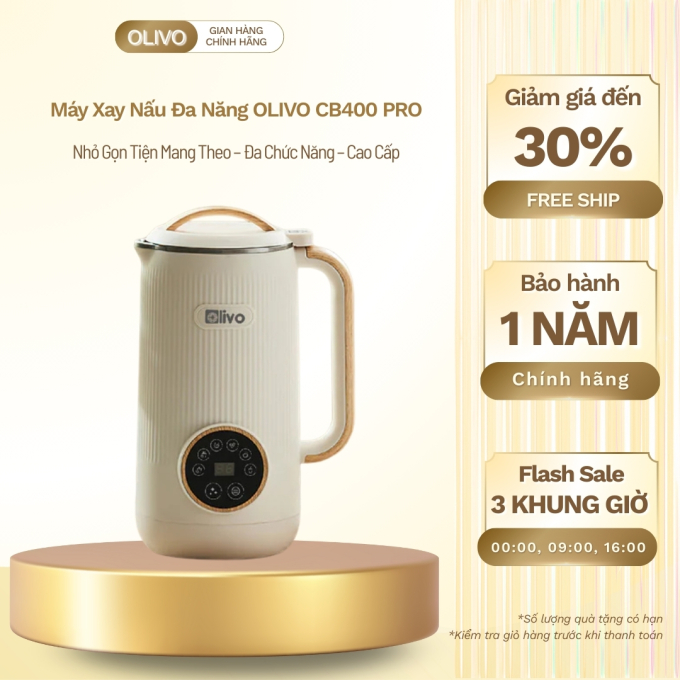 OLIVO
GIAN HÀNG
CHÍNH HÃNG
Máy Xay Nấu Đa Năng OLIVO CB400 PRO
Nhỏ Gọn Tiện Mang Theo – Đa Chức Năng – Cao Cấp
Olivo
Giảm giá đến
30%
FREE SHIP
Bảo hành
1 NĂM
Chính hãng
Flash Sale
3 KHUNG GIỜ
00:00, 09:00, 16:00
*Số lượng quà tặng có hạn
*Kiểm tra giỏ hàng trước khi thanh toán